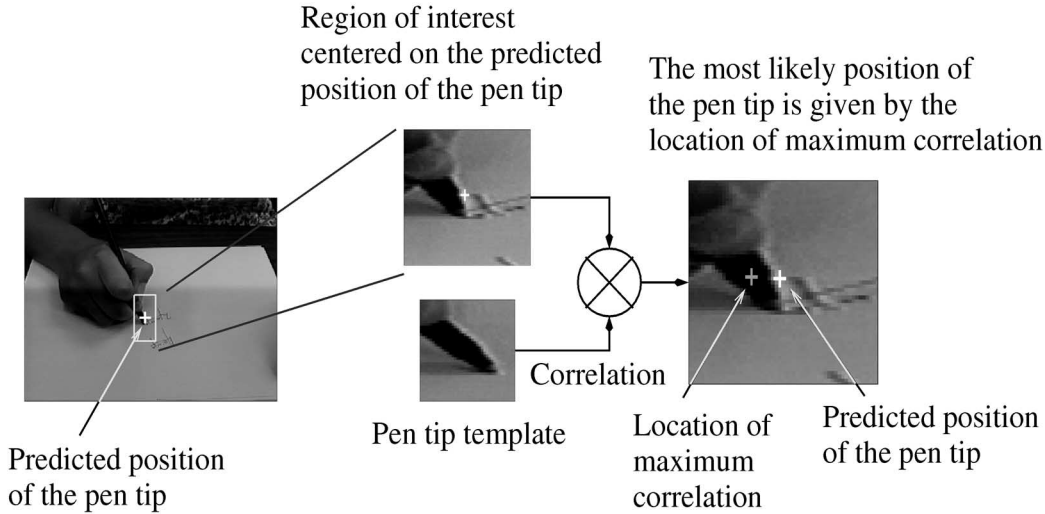 Region of interest
centered on the predicted
position of the pen tip
The most likely position of
the pen tip is given by the
location of maximum correlation
Correlation
Pen tip template
Location of
maximum
correlation
Predicted position
of the pen tip
Predicted position
of the pen tip